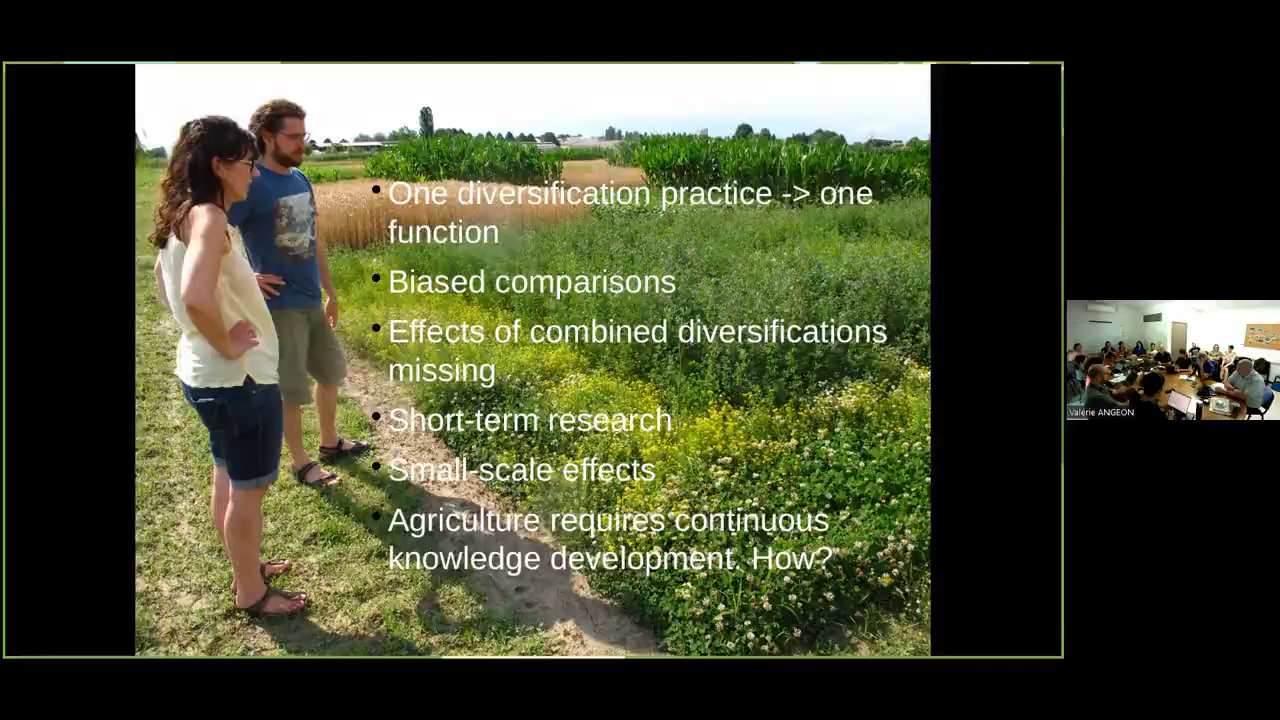 • One diversification practice -> one
function
• Biased comparisons
• Effects of combined diversifications
missing
• Short-term research
• Small-scale effects
• Agriculture requires continuous
knowledge development. How?
Valérie ANGEON